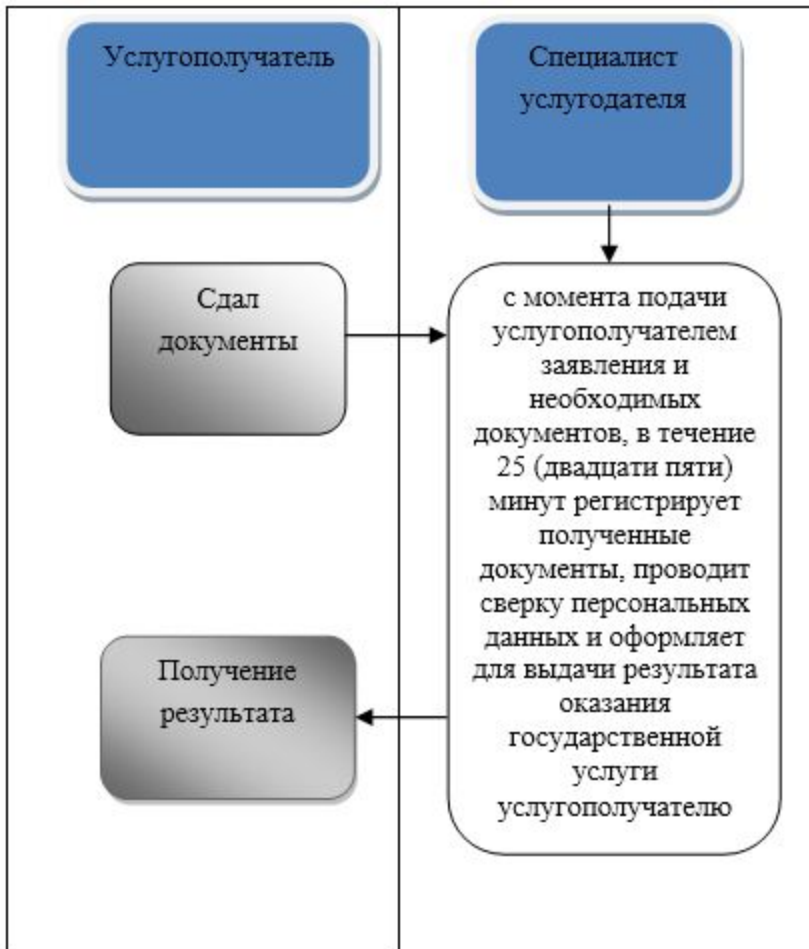 Услугополучатель
Специалист
услугодателя
Сдал
документы
с момента подачи
услугополучателем
заявления и
необходимых
документов, в течение
25 (двадцати пяти)
минут регистрирует
полученные
документы, проводит
сверку персональных
данных и оформляет
для выдачи результата
оказания
государственной
услуги
услугополучателю
Получение
результата